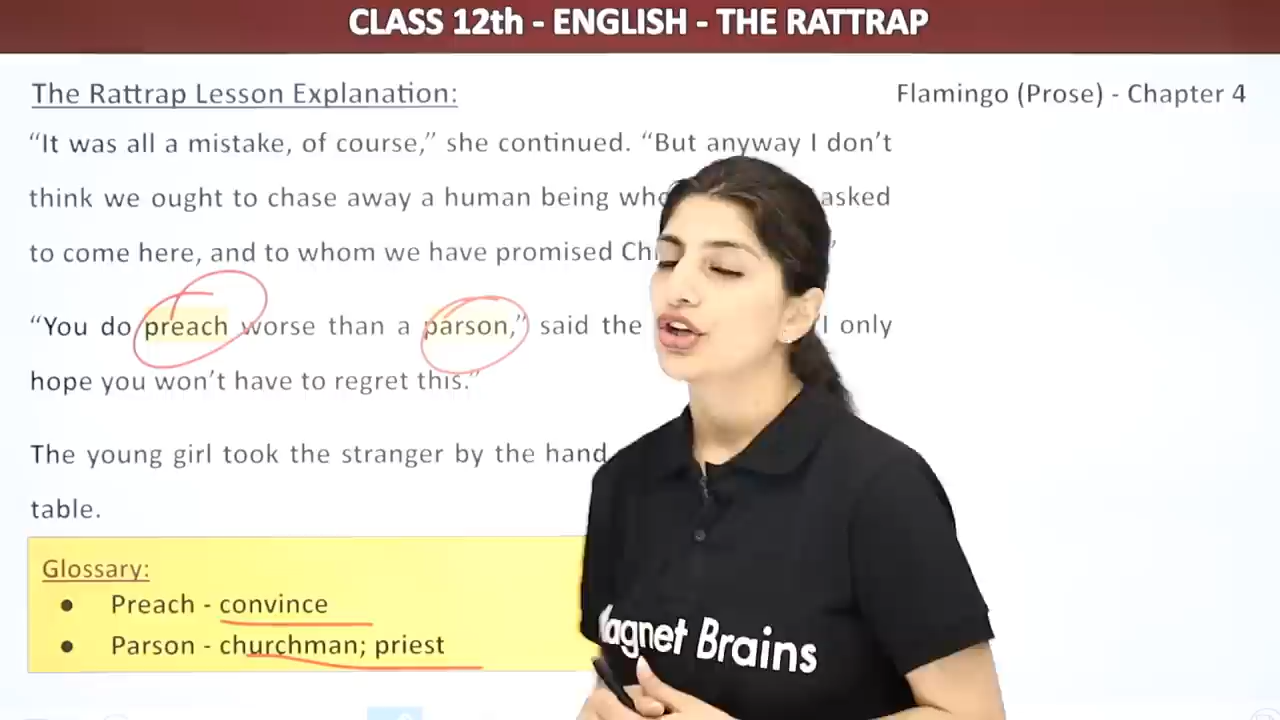 CLASS 12th - ENGLISH - THE RATTRAP
The Rattrap Lesson Explanation:
Flamingo (Prose) - Chapter 4
“It was all a mistake, of course,” she continued. “But anyway I don’t
think we ought to chase away a human being asked
to come here, and to whom we have promised
“You do preach worse than a parson,” said the I only
hope you won’t have to regret this.”
The young girl took the stranger by the hand
table.
Glossary:
● Preach - convince
● Parson - churchman; priest
Magnet Brains